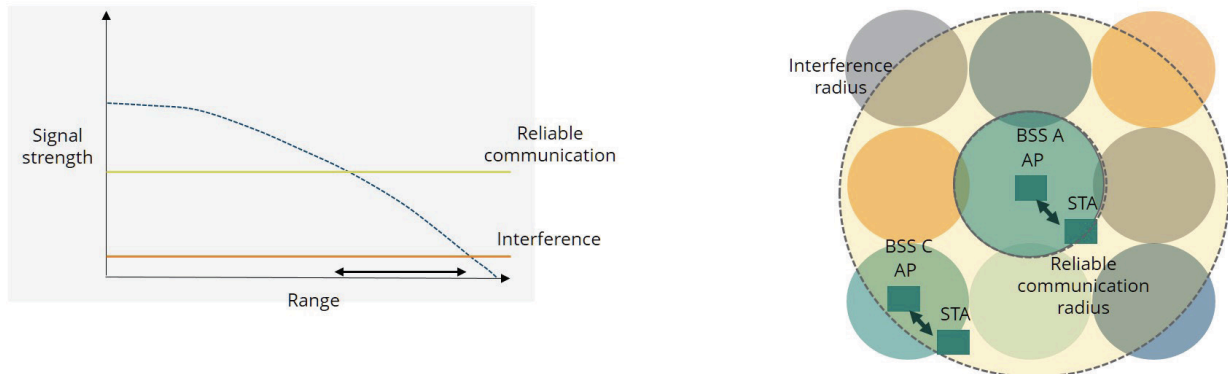 Signal
strength
Reliable
communication
Interference
Range
Interference
radius
BSS A
AP
STA
BSS C
AP
STA
Reliable
communication
radius